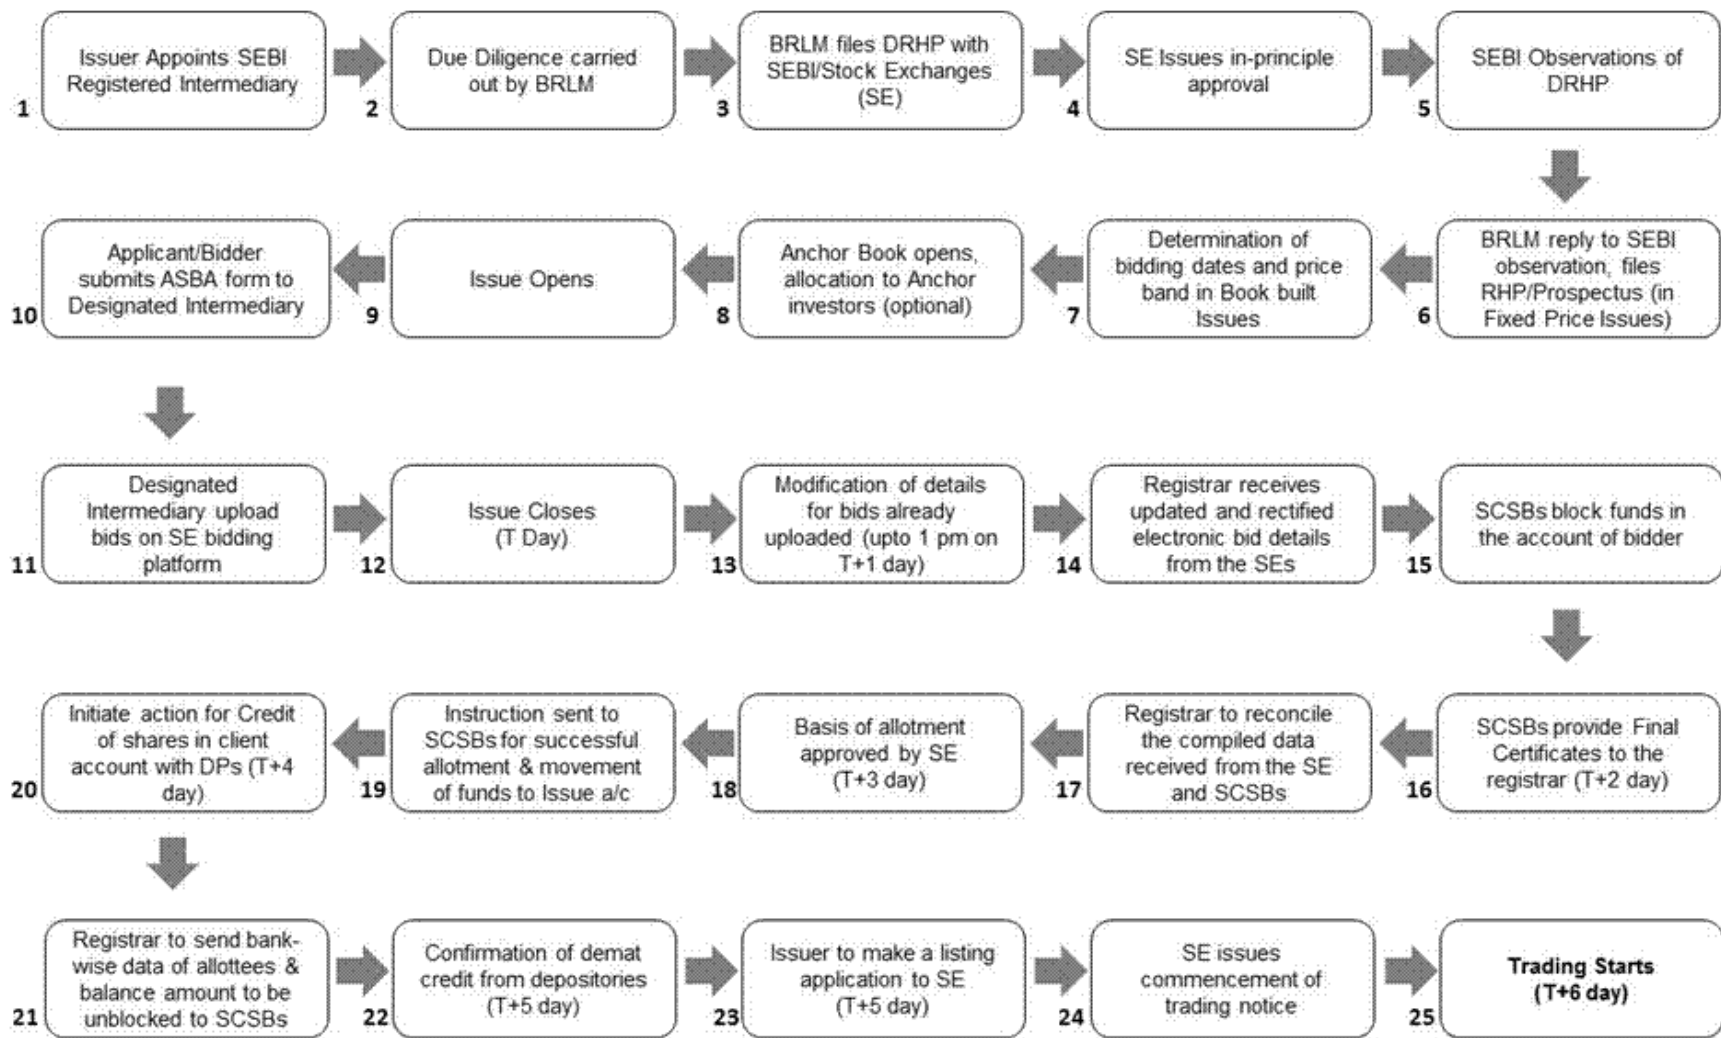 Issuer Appoints SEBI
Registered Intermediary
1
Due Diligence carried
out by BRLM
2
BRLM files DRHP with
SEBI/Stock Exchanges
(SE)
3
SE Issues in-principle
approval
4
SEBI Observations of
DRHP
5
BRLM reply to SEBI
observation, files
RHP/Prospectus (in
Fixed Price Issues)
6
Determination of
bidding dates and price
band in Book built
Issues
7
Anchor Book opens,
allocation to Anchor
investors (optional)
8
Issue Opens
9
Applicant/Bidder
submits ASBA form to
Designated Intermediary
10
Designated
Intermediary upload
bids on SE bidding
platform
11
Issue Closes
(T Day)
12
Modification of details
for bids already
uploaded (upto 1 pm on
T+1 day)
13
Registrar receives
updated and rectified
electronic bid details
from the SEs
14
SCSBs block funds in
the account of bidder
15
SCSBs provide Final
Certificates to the
registrar (T+2 day)
16
Registrar to reconcile
the compiled data
received from the SE
and SCSBs
17
Basis of allotment
approved by SE
(T+3 day)
18
Instruction sent to
SCSBs for successful
allotment & movement
of funds to Issue a/c
19
Initiate action for Credit
of shares in client
account with DPs (T+4
day)
20
Registrar to send bank-
wise data of allottees &
balance amount to be
unblocked to SCSBs
21
Confirmation of demat
credit from depositories
(T+5 day)
22
Issuer to make a listing
application to SE
(T+5 day)
23
SE issues
commencement of
trading notice
24
Trading Starts
(T+6 day)
25